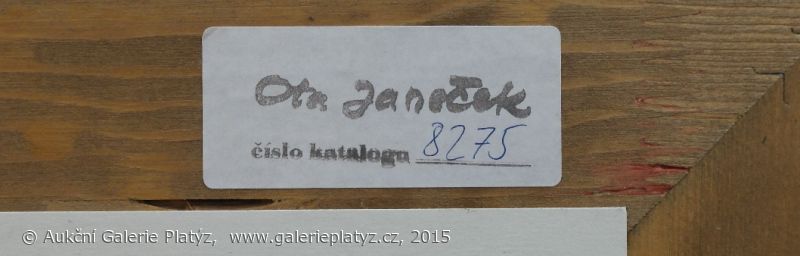 Ota Janeček
číslo katalogu 8275
© Aukční Galerie Platýz, www.galerieplatyz.cz, 2015